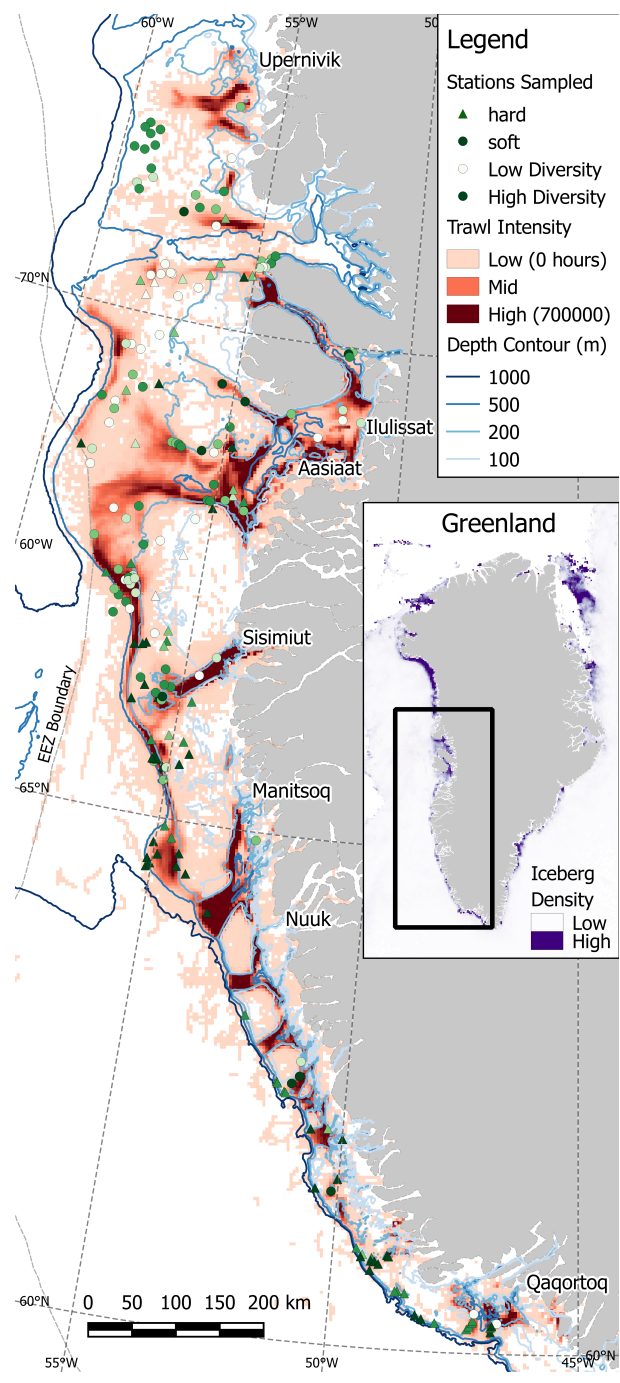 60°W
55°W
50
Upernivik
Legend
Stations Sampled
hard
soft
Low Diversity
High Diversity
Trawl Intensity
Low (0 hours)
Mid
High (700000)
Depth Contour (m)
1000
500
200
100
70°N
Ilulissat
Aasiaat
60°W
Greenland
Sisimiut
EEZ Boundary
65°N
Manitsoq
Iceberg
Density
Low
High
Nuuk
Qaqortoq
0 50 100 150 200 km
60°N
60°N
55°W
50°W
45°W